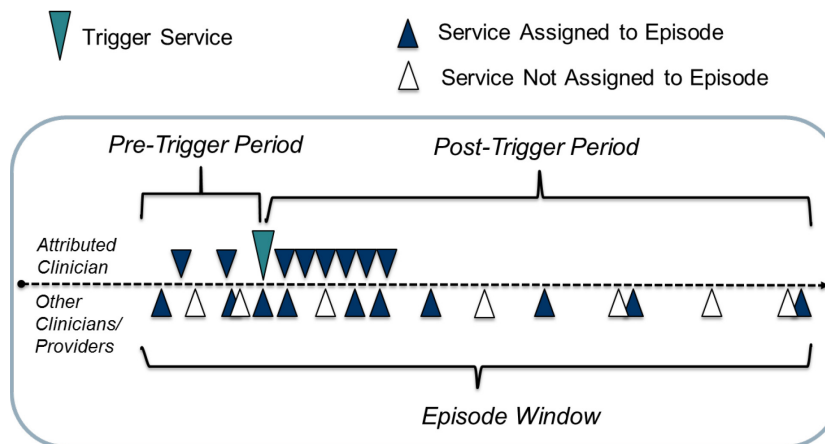 Trigger Service
Service Assigned to Episode
Service Not Assigned to Episode
Pre-Trigger Period
Post-Trigger Period
Attributed
Clinician
Other
Clinicians/
Providers
Episode Window